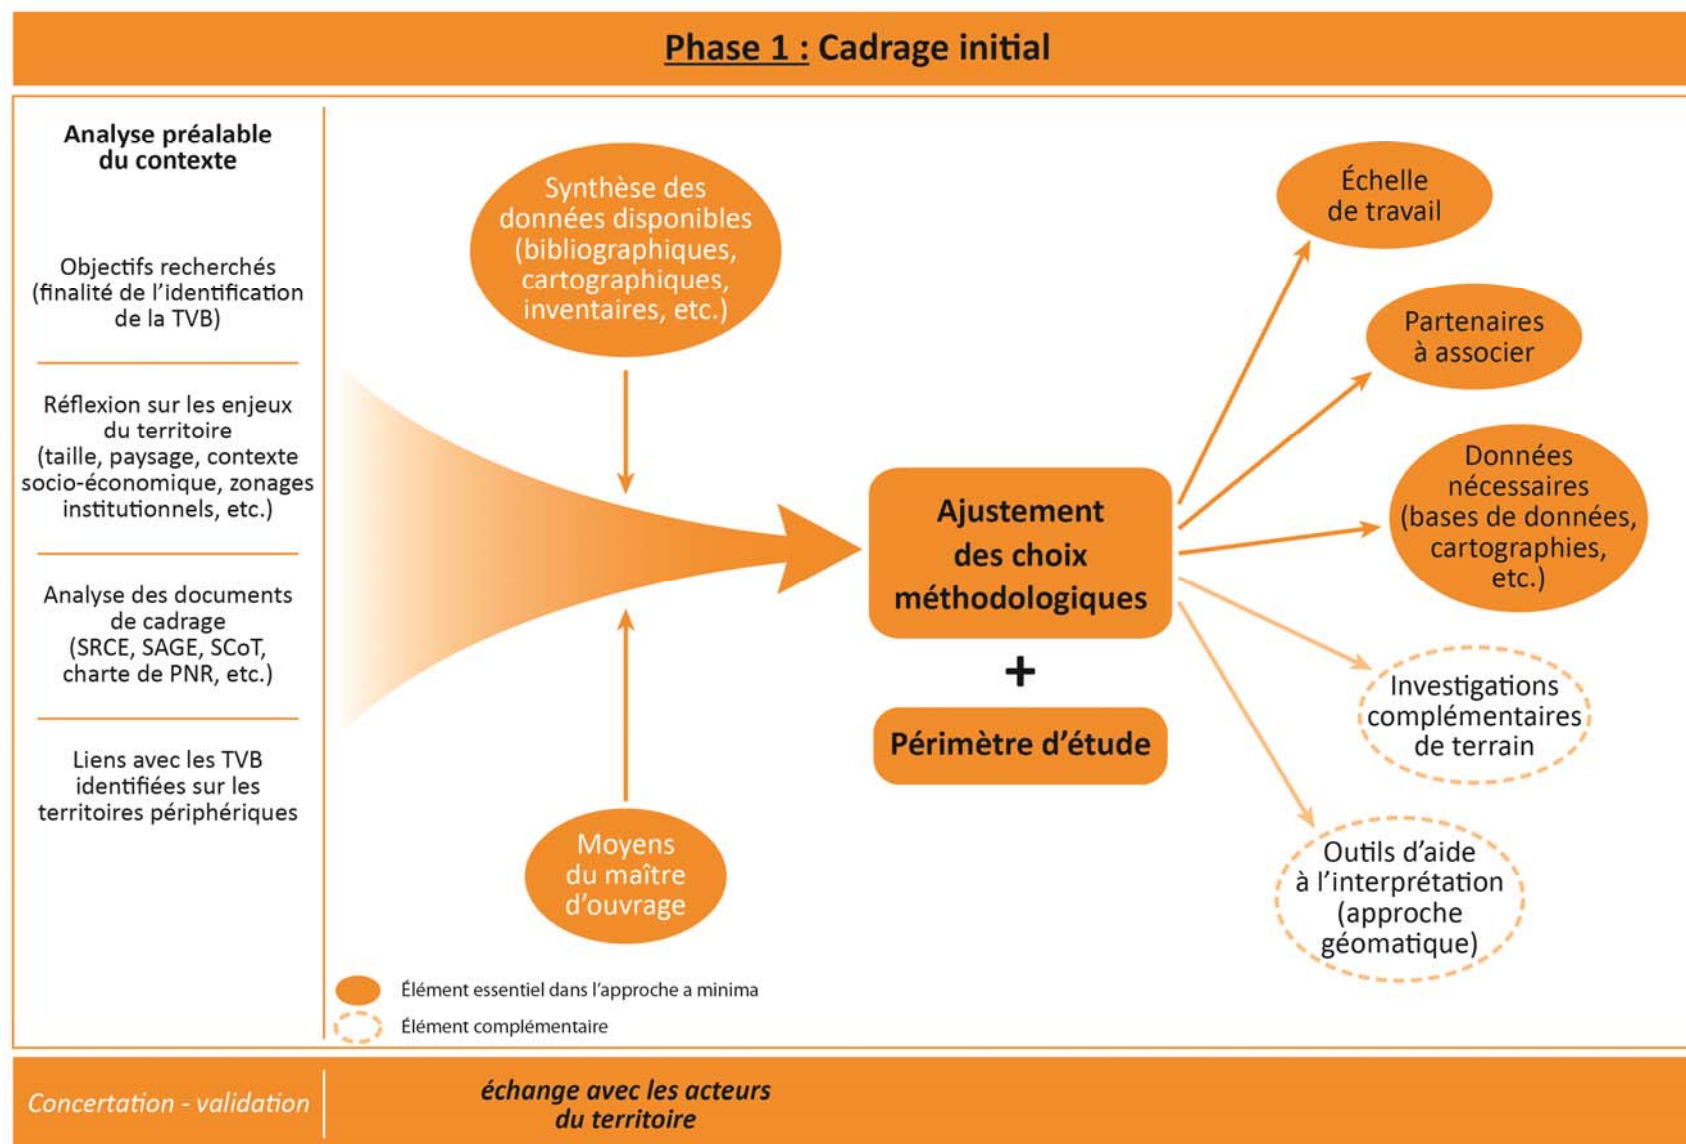 Phase 1 : Cadrage initial
Analyse préalable
du contexte
Objectifs recherchés
(finalité de l’identification
de la TVB)
Réflexion sur les enjeux
du territoire
(taille, paysage, contexte
socio-économique, zonages
institutionnels, etc.)
Analyse des documents
de cadrage
(SRCE, SAGE, SCoT,
charte de PNR, etc.)
Liens avec les TVB
identifiées sur les
territoires périphériques
Synthèse des
données disponibles
(bibliographiques,
cartographiques,
inventaires, etc.)
Moyens
du maître
d’ouvrage
Ajustement
des choix
méthodologiques
+
Périmètre d’étude
Échelle
de travail
Partenaires
à associer
Données
nécessaires
(bases de données,
cartographies,
etc.)
Investigations
complémentaires
de terrain
Outils d’aide
à l’interprétation
(approche
géomatique)
Élément essentiel dans l’approche a minima
Élément complémentaire
Concertation - validation
échange avec les acteurs
du territoire